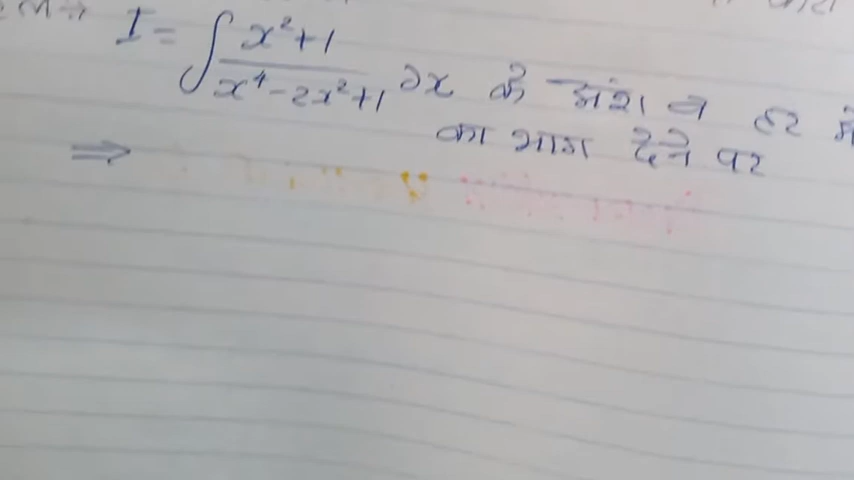 I = ∫ x²+1 / x⁴-2x²+1 dx के अंश व हर में
का भाग देने पर
⇒